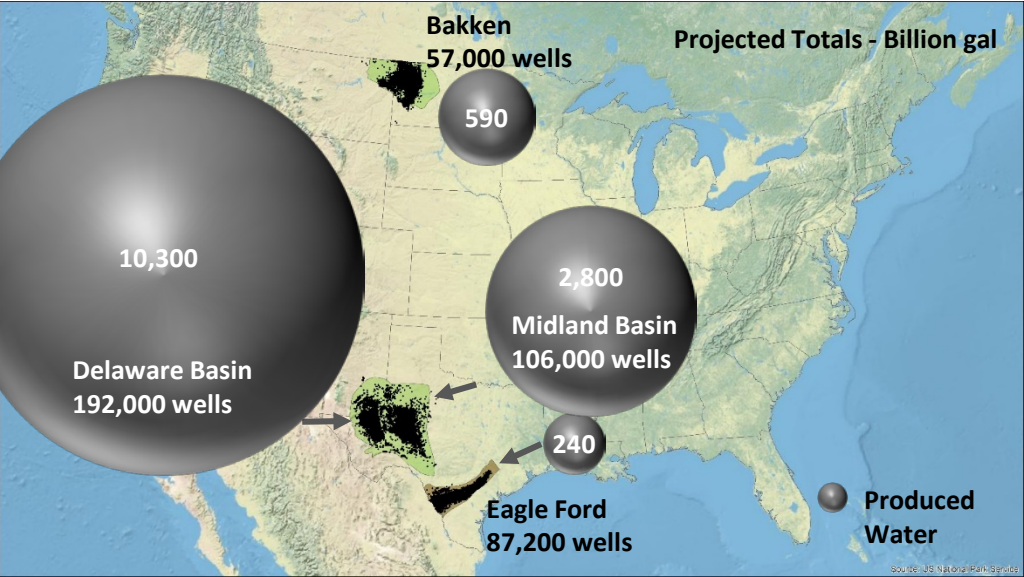 Bakken
57,000 wells
Projected Totals - Billion gal
590
10,300
Delaware Basin
192,000 wells
2,800
Midland Basin
106,000 wells
240
Eagle Ford
87,200 wells
Produced
Water
Source: US National Park Service